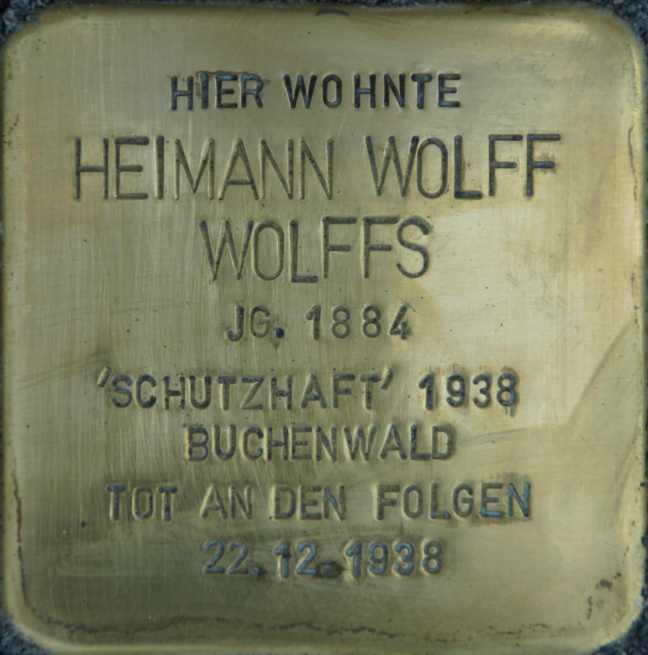 HIER WOHNTE
HEIMANN WOLFF
WOLFFS
JG. 1884
'SCHUTZHAFT' 1938
BUCHENWALD
TOT AN DEN FOLGEN
22.12.1938